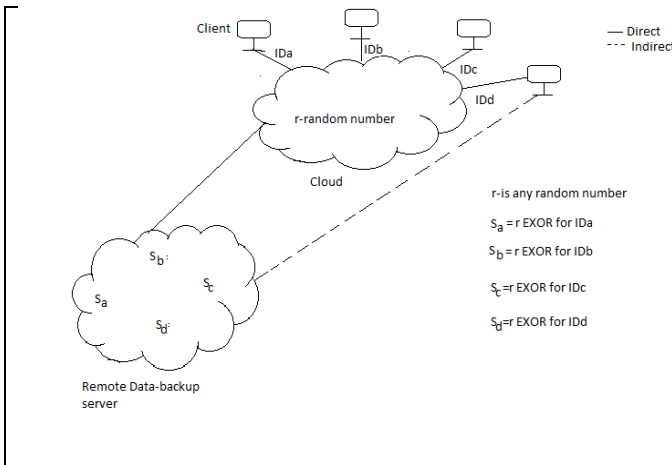 Client
IDa
IDb
IDc
IDd
Direct
Indirect
r-random number
Cloud
r-is any random number
Sa = r EXOR for IDa
Sb = r EXOR for IDb
Sc =r EXOR for IDc
Sd=r EXOR for IDd
Sb:
Sc
Sa
Sd:
Remote Data-backup
server